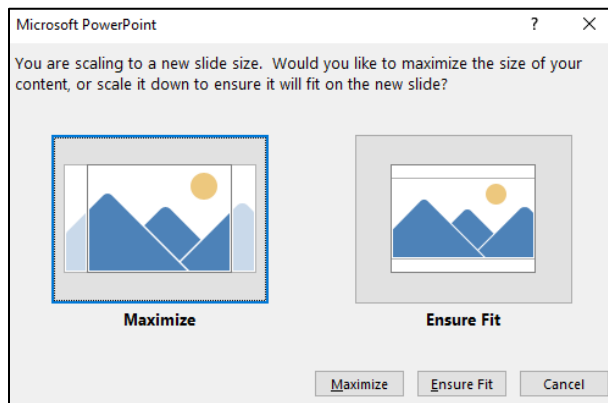 Microsoft PowerPoint
?
You are scaling to a new slide size. Would you like to maximize the size of your
content, or scale it down to ensure it will fit on the new slide?
Maximize
Ensure Fit
Maximize
Ensure Fit
Cancel